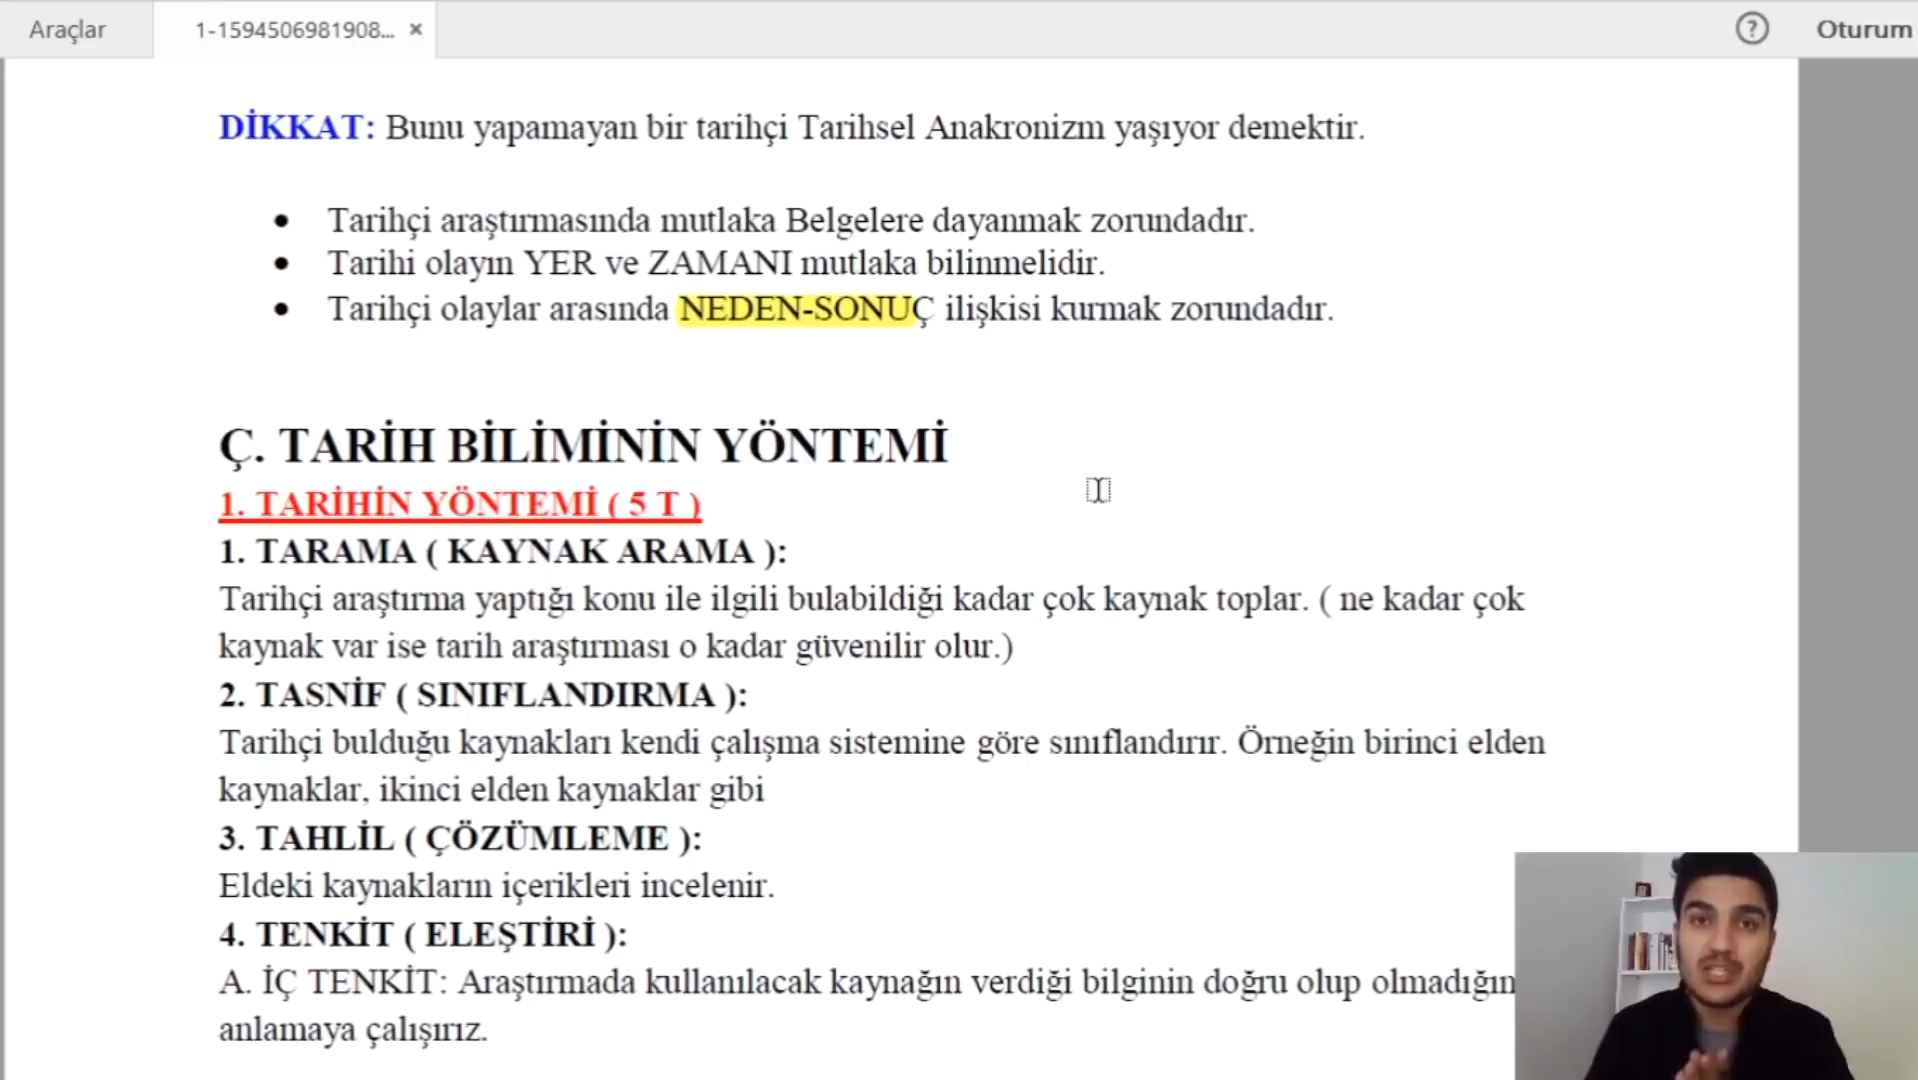 Araçlar
1-1594506981908...
Oturum
DİKKAT: Bunu yapamayan bir tarihçi Tarihsel Anakronizm yaşıyor demektir.
Tarihçi araştırmasında mutlaka Belgelere dayanmak zorundadır.
Tarihi olayın YER ve ZAMANI mutlaka bilinmelidir.
Tarihçi olaylar arasında NEDEN-SONUÇ ilişkisi kurmak zorundadır.
Ç. TARİH BİLİMİNİN YÖNTEMİ
1. TARİHİN YÖNTEMİ ( 5 T )
1. TARAMA ( KAYNAK ARAMA ):
Tarihçi araştırma yaptığı konu ile ilgili bulabildiği kadar çok kaynak toplar. ( ne kadar çok
kaynak var ise tarih araştırması o kadar güvenilir olur.)
2. TASNİF ( SINIFLANDIRMA ):
Tarihçi bulduğu kaynakları kendi çalışma sistemine göre sınıflandırır. Örneğin birinci elden
kaynaklar, ikinci elden kaynaklar gibi
3. TAHLİL ( ÇÖZÜMLEME ):
Eldeki kaynakların içerikleri incelenir.
4. TENKİT ( ELEŞTİRİ ):
A. İÇ TENKİT: Araştırmada kullanılacak kaynağın verdiği bilginin doğru olup olmadığın
anlamaya çalışırız.